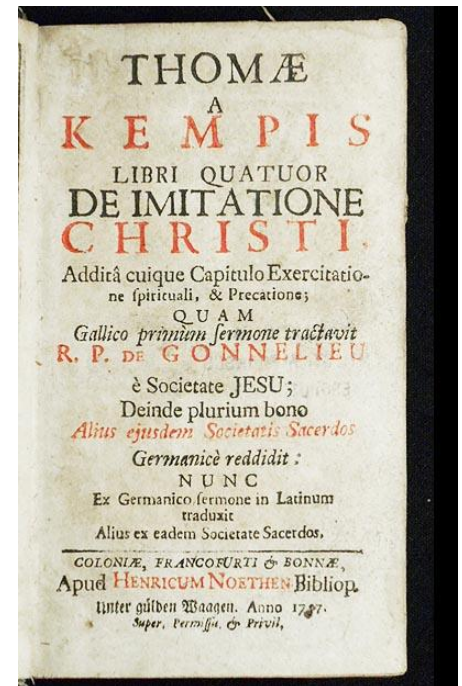 THOMÆ
A
KEMPIS
LIBRI QUATUOR
DE IMITATIONE
CHRISTI.
Additâ cuique Capitulo Exercitatio-
ne ſpirituali, & Precatione;
QUAM
Gallico primùm ſermone tractavit
R. P. DE GONNELIEU
è Societate JESU;
Deinde plurium bono
Alius ejusdem Societatis Sacerdos
Germanicè reddidit:
NUNC
Ex Germanico ſermone in Latinum
traduxit
Alius ex eadem Societate Sacerdos.
COLONIÆ, FRANCOFURTI & BONNÆ,
Apud HENRICUM NOETHEN Bibliop.
Unter gülden Waagen. Anno
Super. Permiſſu, & Privil.